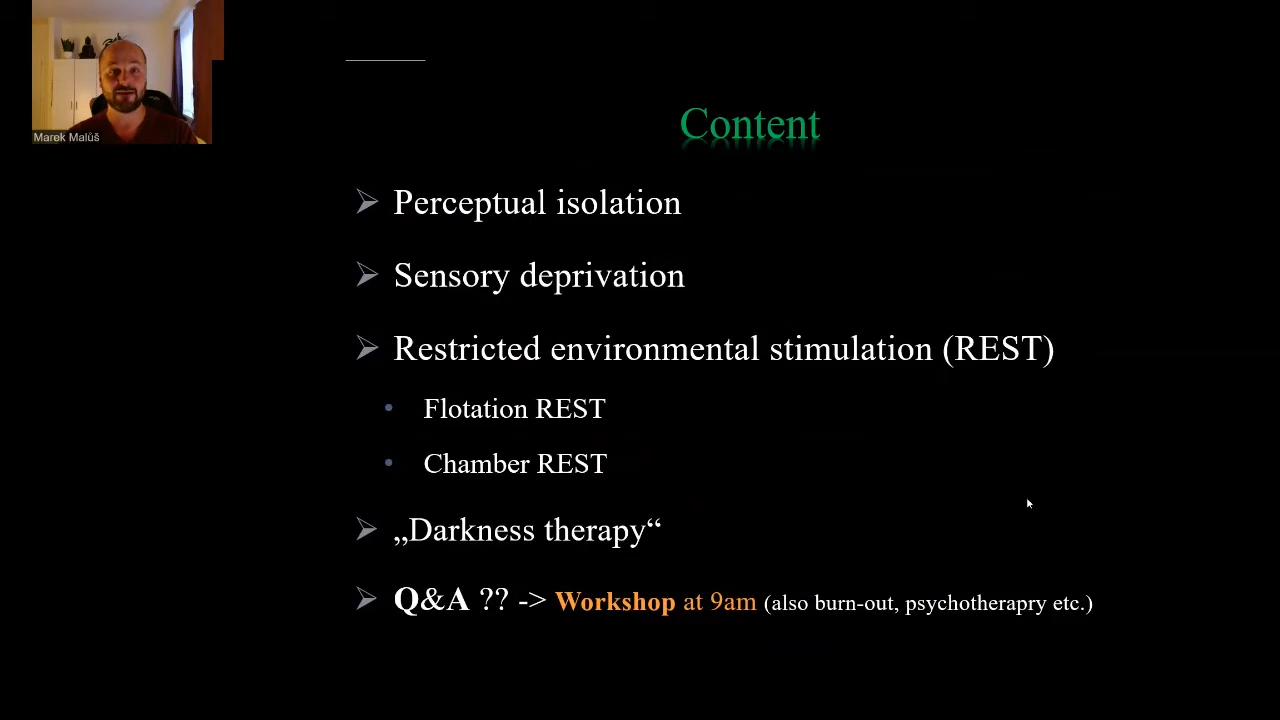 Marek Malůš
Content
Perceptual isolation
Sensory deprivation
Restricted environmental stimulation (REST)
Flotation REST
Chamber REST
„Darkness therapy“
Q&A ?? -> Workshop at 9am (also burn-out, psychotherapry etc.)